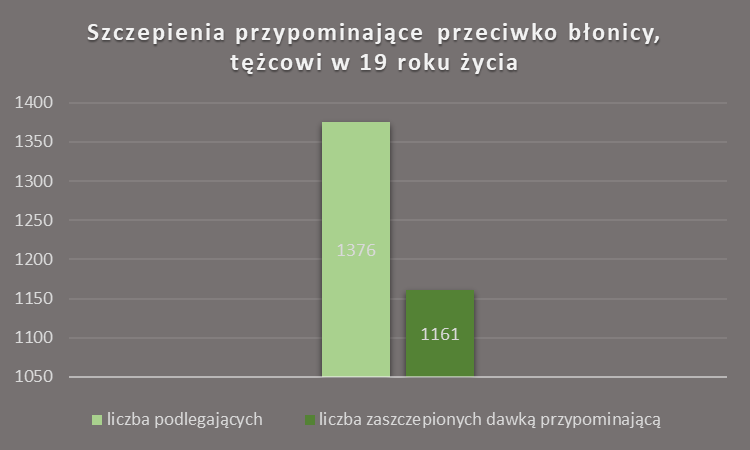 Szczepienia przypominające przeciwko błonicy,
tężcowi w 19 roku życia
1400
1350
1300
1250
1200
1150
1100
1050
1376
1161
liczba podlegających
liczba zaszczepionych dawką przypominającą